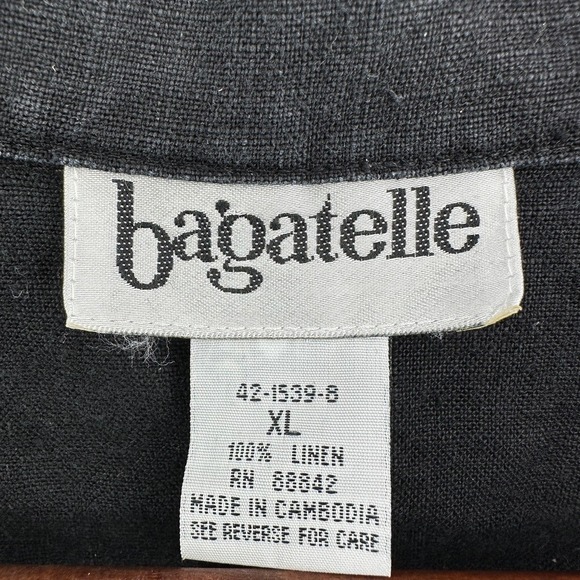 bagatelle
42-1539-8
XL
100% LINEN
RN 88842
MADE IN CAMBODIA
SEE REVERSE FOR CARE